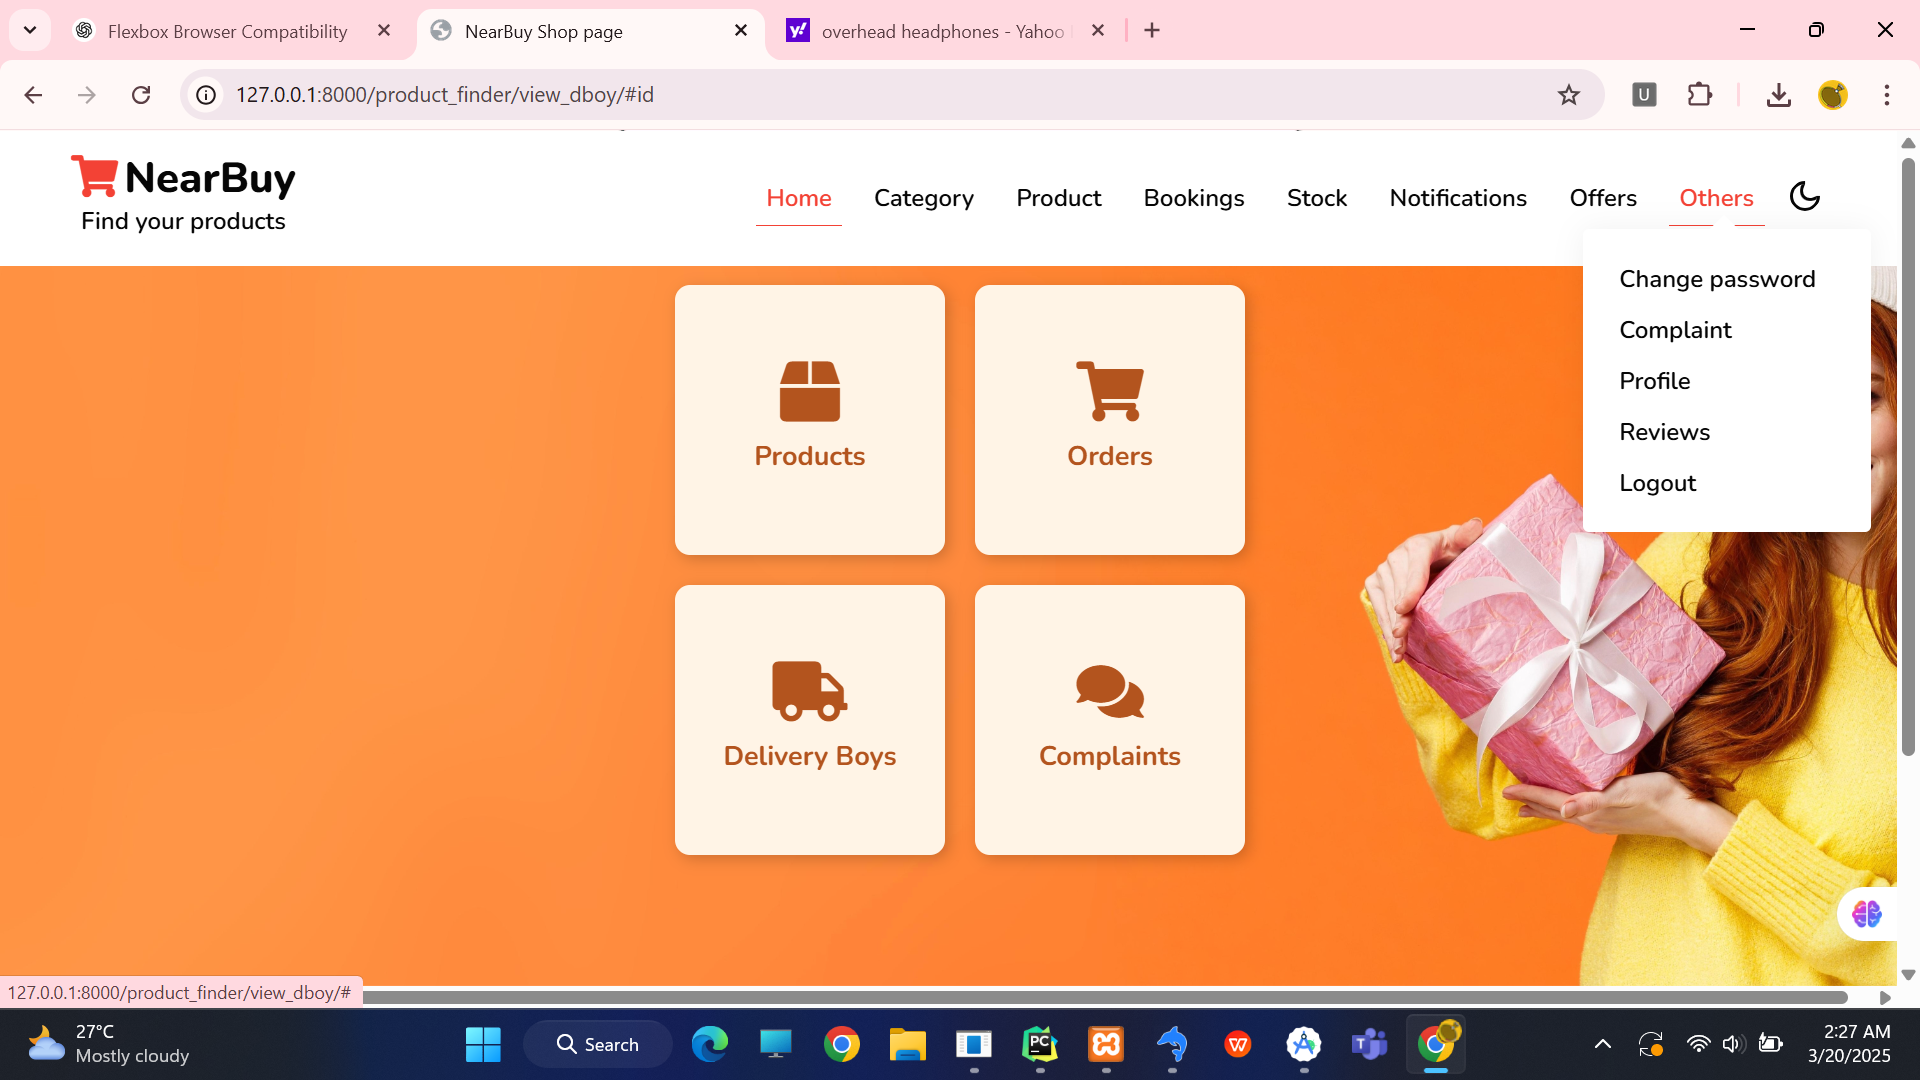 Flexbox Browser Compatibility
NearBuy Shop page
overhead headphones - Yahoo
127.0.0.1:8000/product_finder/view_dboy/#id
U
NearBuy
Find your products
Home
Category
Product
Bookings
Stock
Notifications
Offers
Others
Change password
Complaint
Profile
Reviews
Logout
Products
Orders
Delivery Boys
Complaints
127.0.0.1:8000/product_finder/view_dboy/#
27°C
Mostly cloudy
Search
PC
2:27 AM
3/20/2025